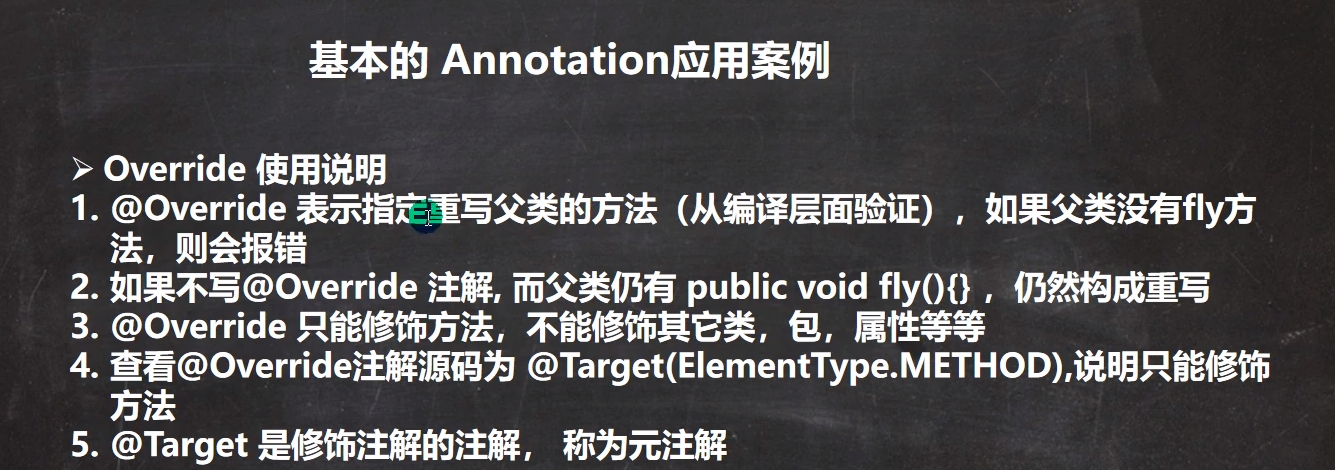 基本的 Annotation应用案例
➢ Override 使用说明
1. @Override 表示指定重写父类的方法（从编译层面验证），如果父类没有fly方
法，则会报错
2. 如果不写@Override 注解, 而父类仍有 public void fly(){} ，仍然构成重写
3. @Override 只能修饰方法，不能修饰其它类，包，属性等等
4. 查看@Override注解源码为 @Target(ElementType.METHOD),说明只能修饰
方法
5. @Target 是修饰注解的注解， 称为元注解